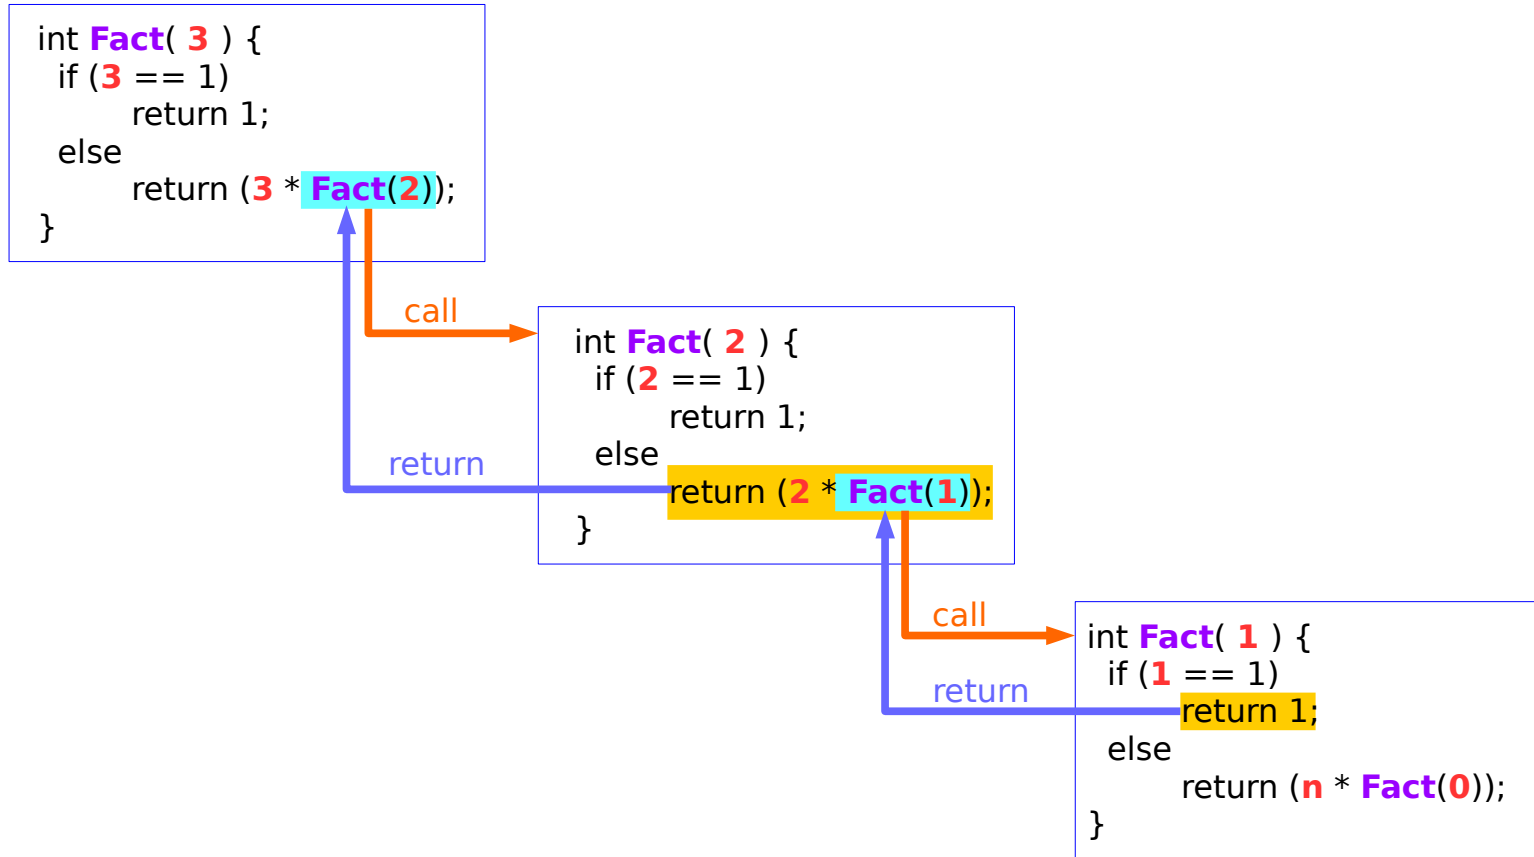 int Fact( 3 ) {
if (3 == 1)
return 1;
else
return (3 * Fact(2));
}
call
return
int Fact( 2 ) {
if (2 == 1)
return 1;
else
return (2 * Fact(1));
}
call
return
int Fact( 1 ) {
if (1 == 1)
return 1;
else
return (n * Fact(0));
}